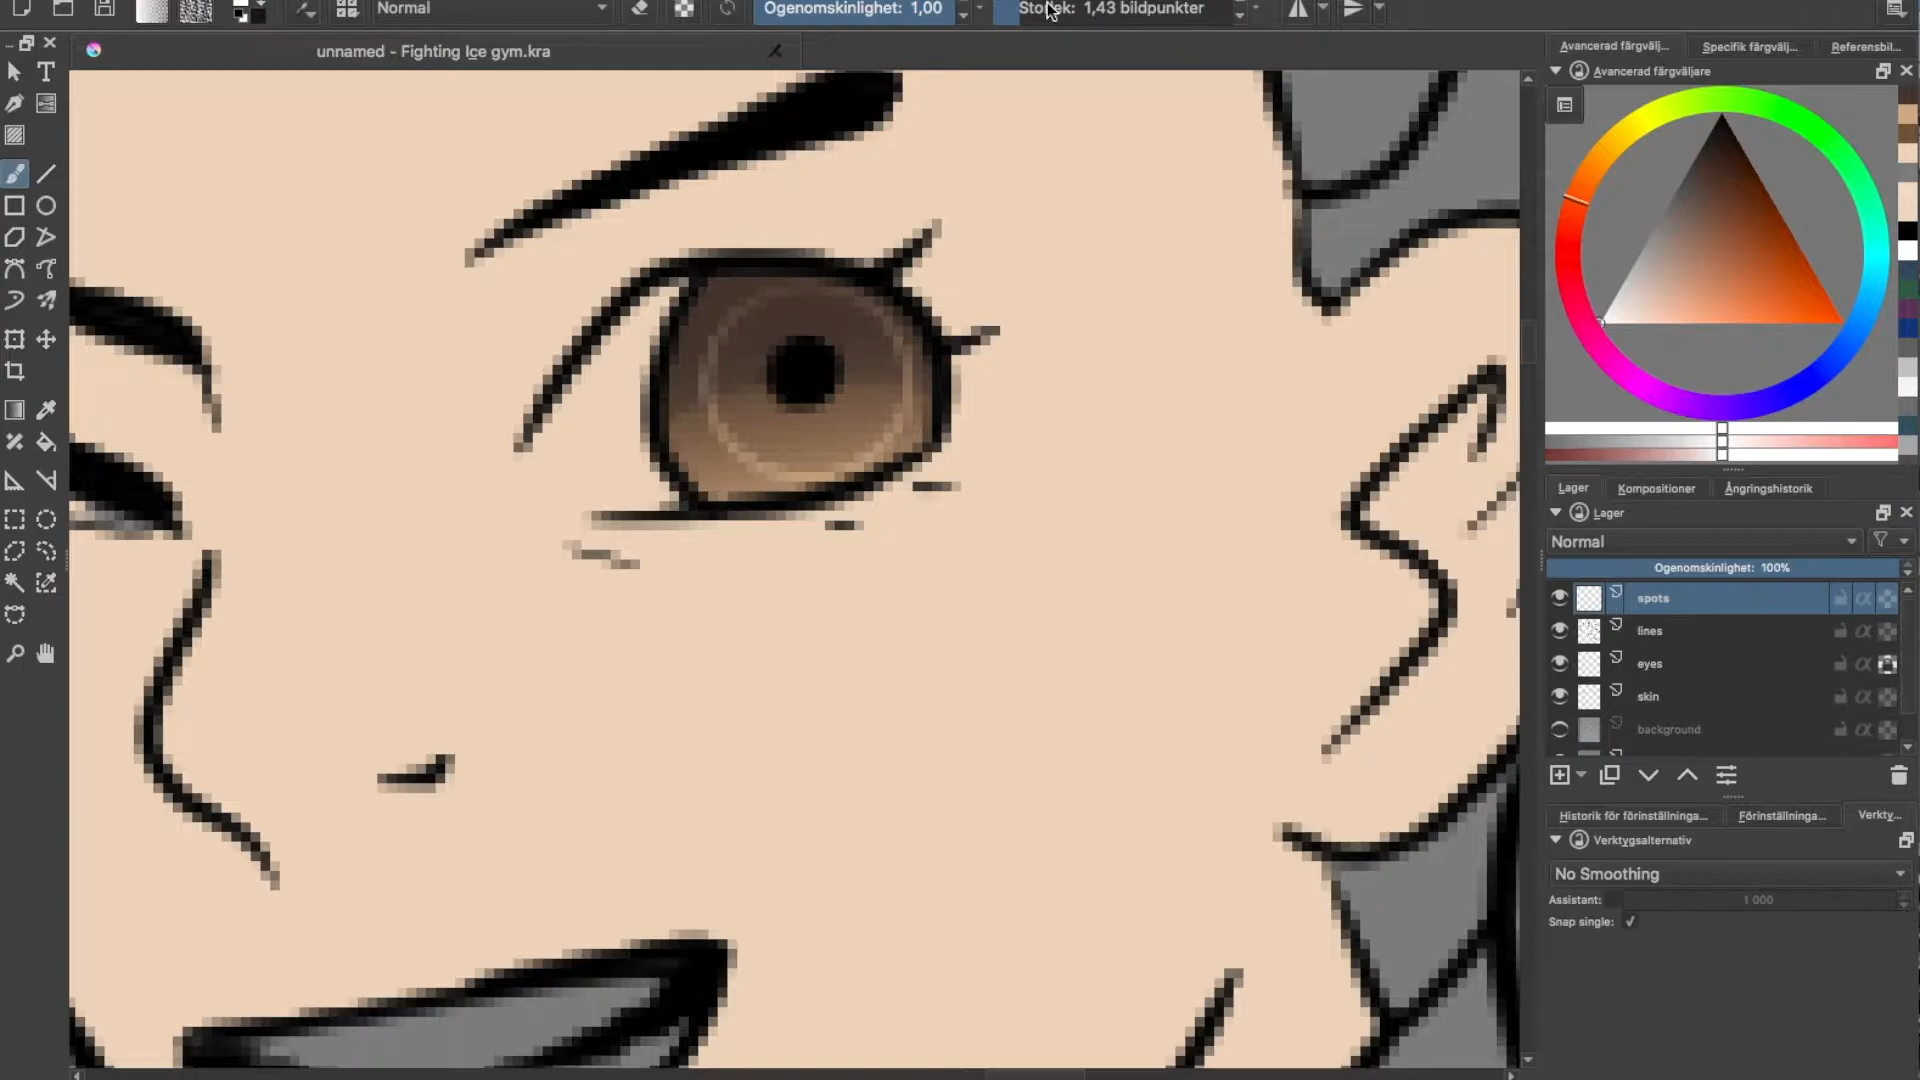 Normal
Ogenomskinlighet: 1,00
Storlek: 1,43 bildpunkter
unnamed - Fighting Ice gym.kra
Avancerad färgvälj...
Specifik färgvälj...
Referensbil...
Avancerad färgväljare
Lager
Kompositioner
Ångringshistorik
Lager
Normal
Ogenomskinlighet: 100%
spots
lines
eyes
skin
background
Historik för förinställninga...
Förinställninga...
Verkty...
Verktygsalternativ
No Smoothing
Assistant:
1 000
Snap single: